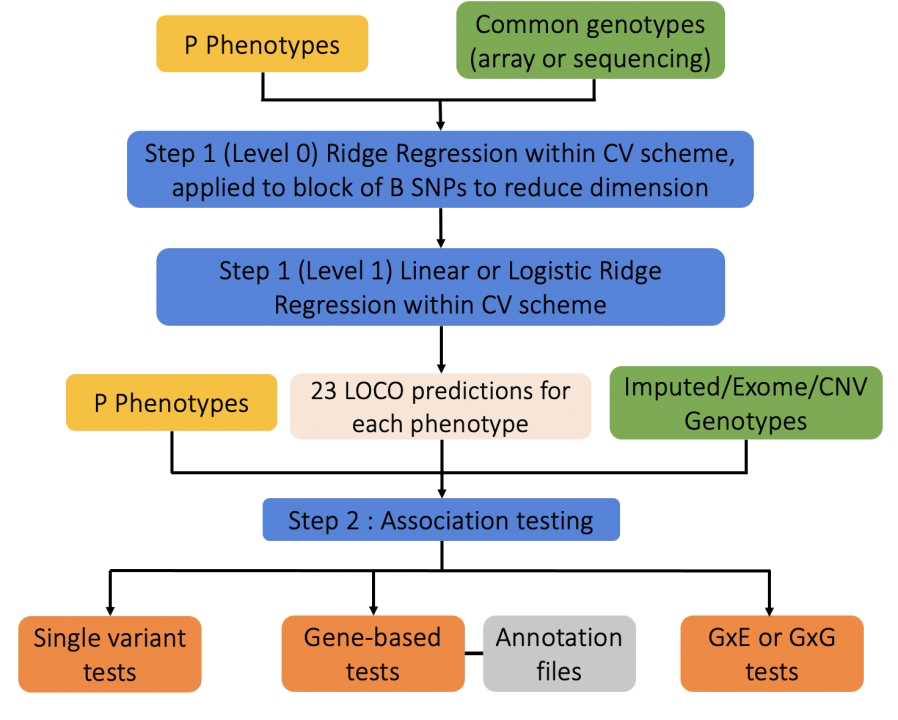 P Phenotypes
Common genotypes
(array or sequencing)
Step 1 (Level 0) Ridge Regression within CV scheme,
applied to block of B SNPs to reduce dimension
Step 1 (Level 1) Linear or Logistic Ridge
Regression within CV scheme
P Phenotypes
23 LOCO predictions for
each phenotype
Imputed/Exome/CNV
Genotypes
Step 2 : Association testing
Single variant
tests
Gene-based
tests
Annotation
files
GxE or GxG
tests